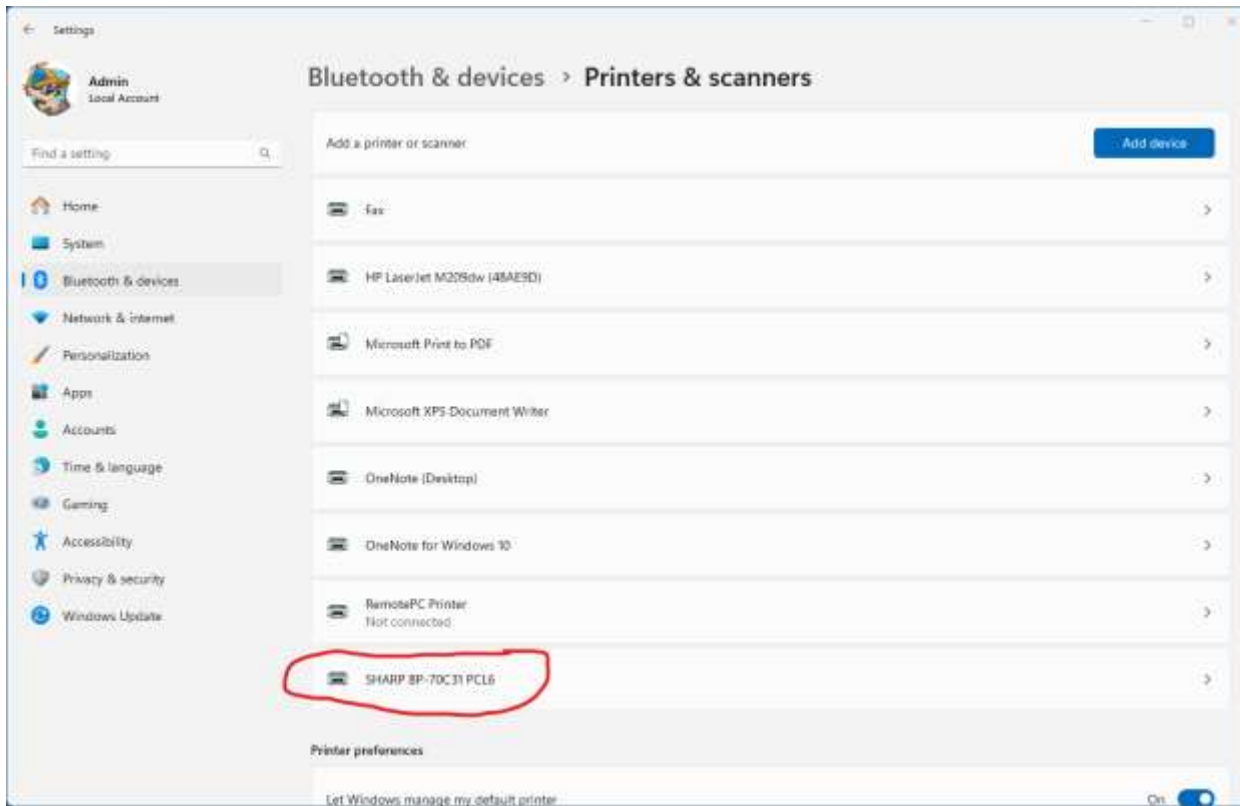 Settings
Admin
Local Account
Find a setting
Home
System
Bluetooth & devices
Network & internet
Personalization
Apps
Accounts
Time & language
Gaming
Accessibility
Privacy & security
Windows Update
Bluetooth & devices > Printers & scanners
Add a printer or scanner
Add device
Fax
HP LaserJet M209dw (48AE9D)
Microsoft Print to PDF
Microsoft XPS Document Writer
OneNote (Desktop)
OneNote for Windows 10
RemotePC Printer
Not connected
SHARP BP-70C31 PCL6
Printer preferences
Let Windows manage my default printer
On